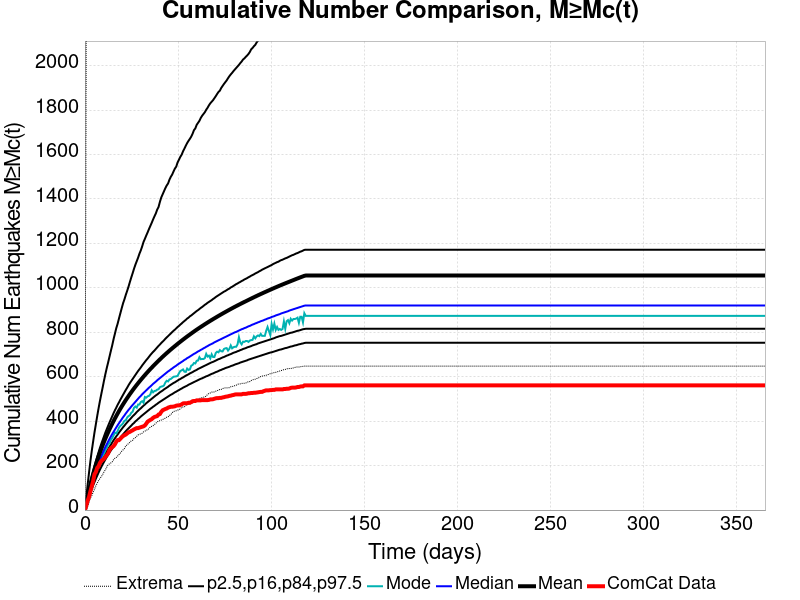 Cumulative Number Comparison, M≥Mc(t)
Cumulative Num Earthquakes M≥Mc(t)
2000
1800
1600
1400
1200
1000
800
600
400
200
0
0 50 100 150 200 250 300 350
Time (days)
Extrema p2.5,p16,p84,p97.5 Mode Median Mean ComCat Data